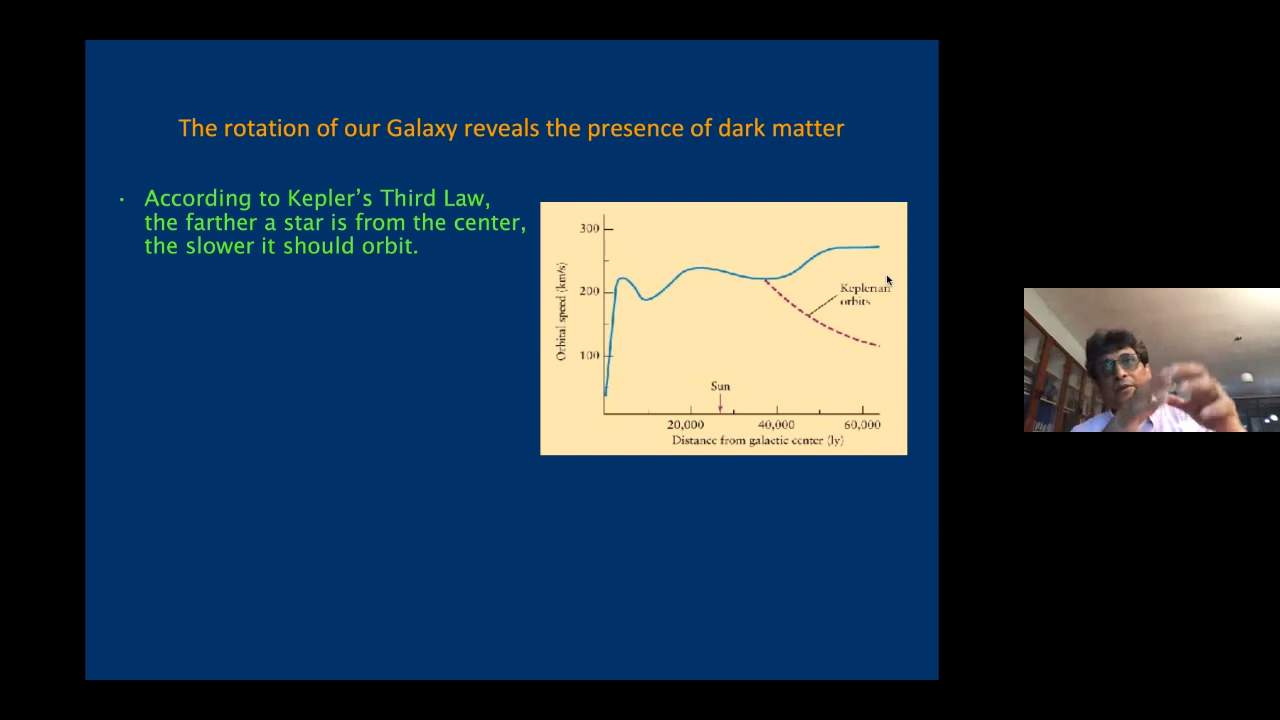 The rotation of our Galaxy reveals the presence of dark matter
· According to Kepler’s Third Law,
the farther a star is from the center,
the slower it should orbit.
300
200
100
Orbital speed (km/s)
Keplerian
orbits
Sun
20,000 40,000 60,000
Distance from galactic center (ly)